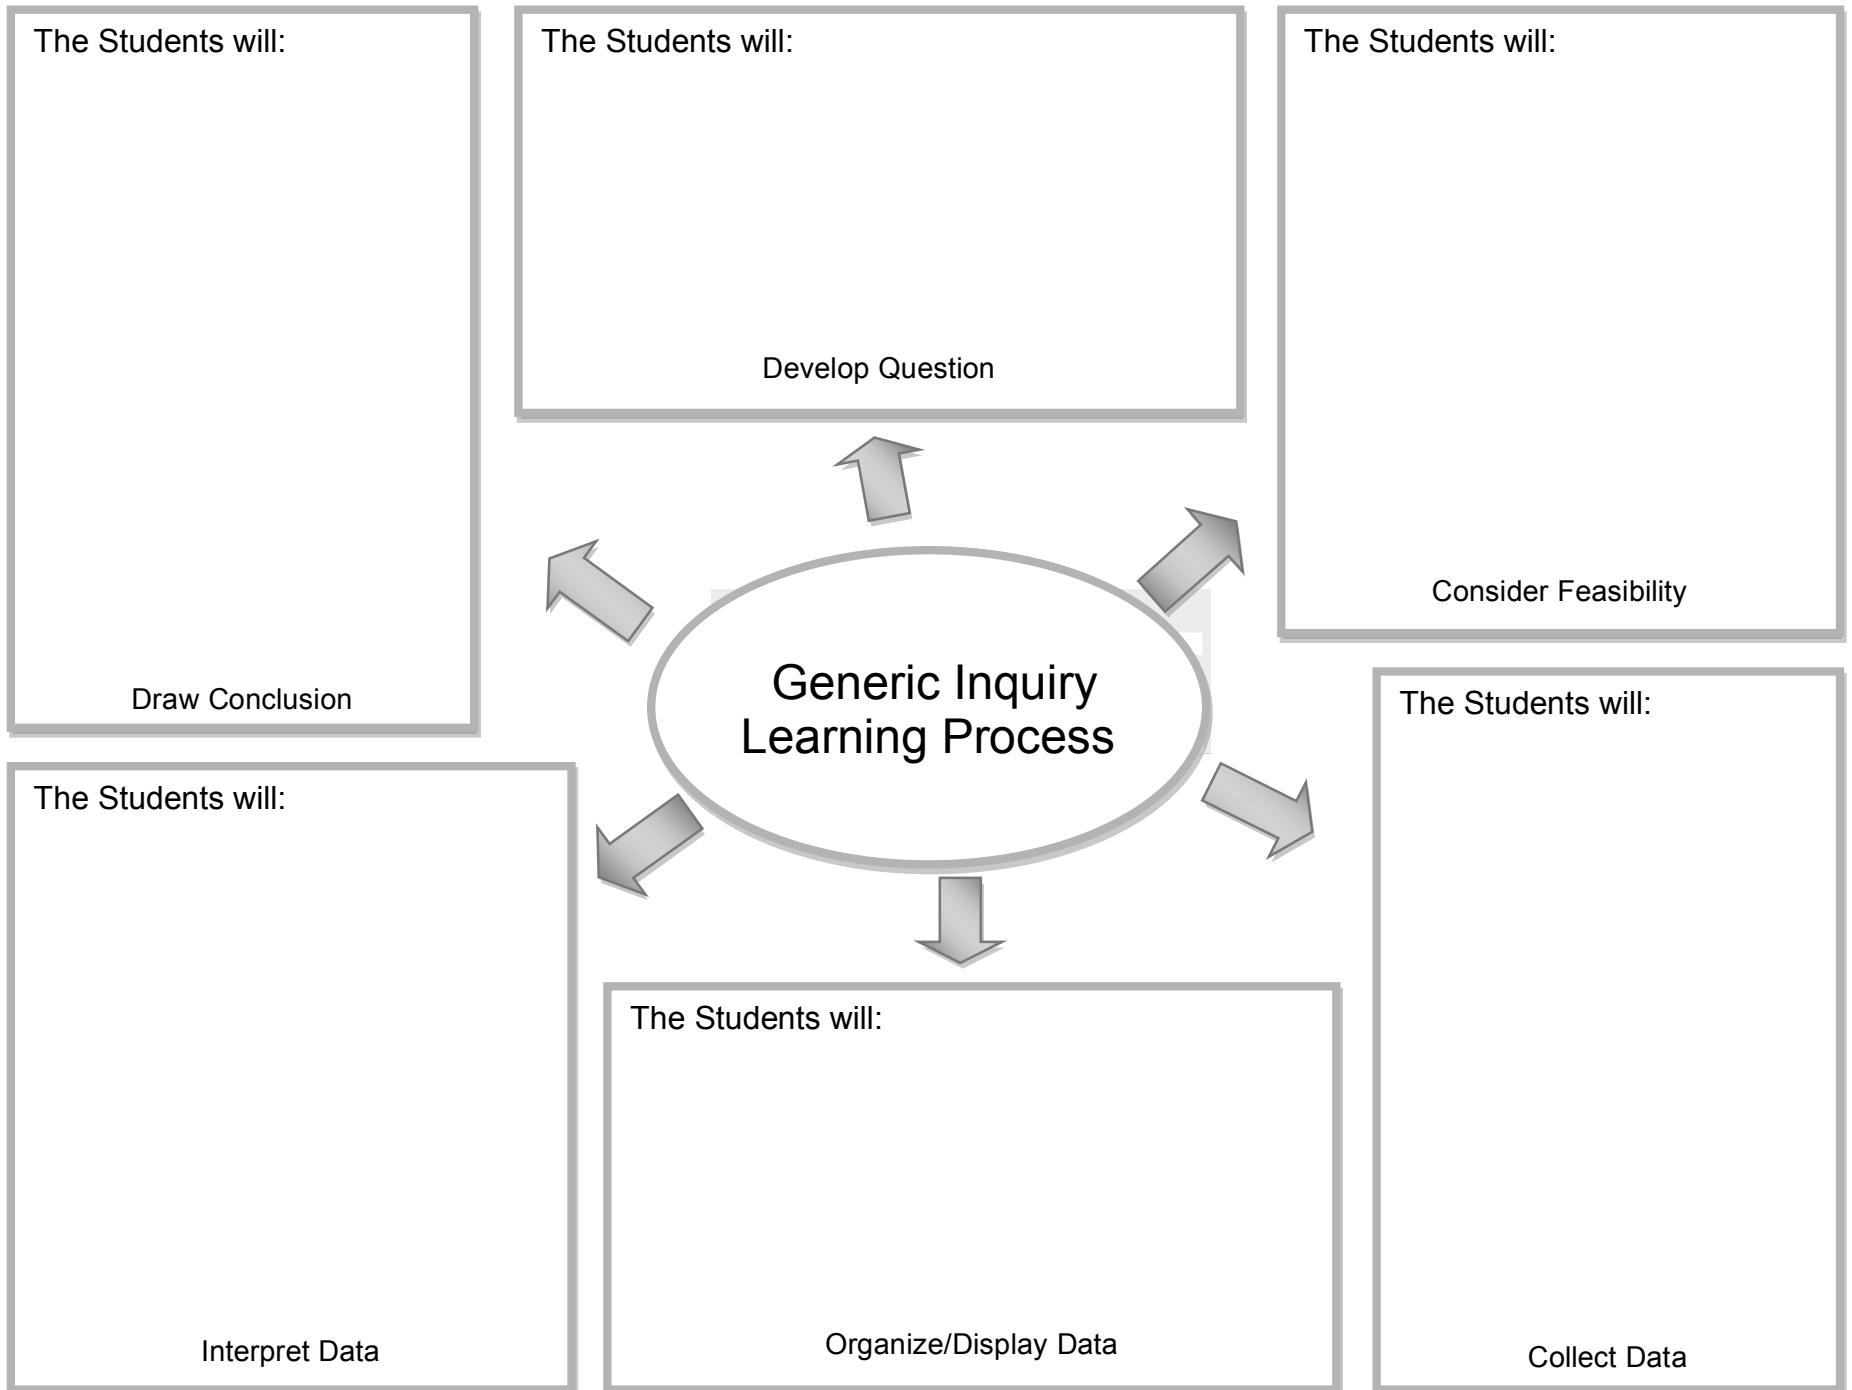 The Students will:
Draw Conclusion
The Students will:
Develop Question
The Students will:
Consider Feasibility
Generic Inquiry
Learning Process
The Students will:
Collect Data
The Students will:
Interpret Data
The Students will:
Organize/Display Data